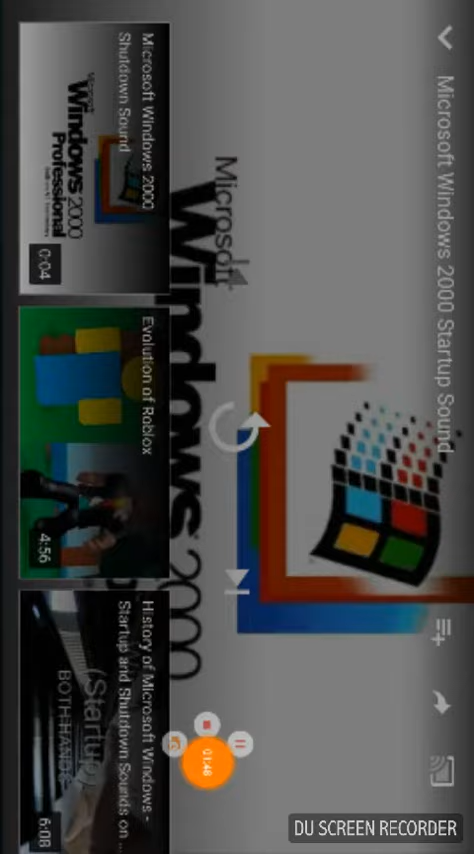 Microsoft Windows 2000 Startup Sound
Microsoft
Windows 2000
Microsoft Windows 2000
Shutdown Sound
Windows 2000
Professional
0:04
Evolution of Roblox
4:56
History of Microsoft Windows -
Startup and Shutdown Sounds on ...
(Startup)
BOTH HANDS
6:08
01:48
DU SCREEN RECORDER